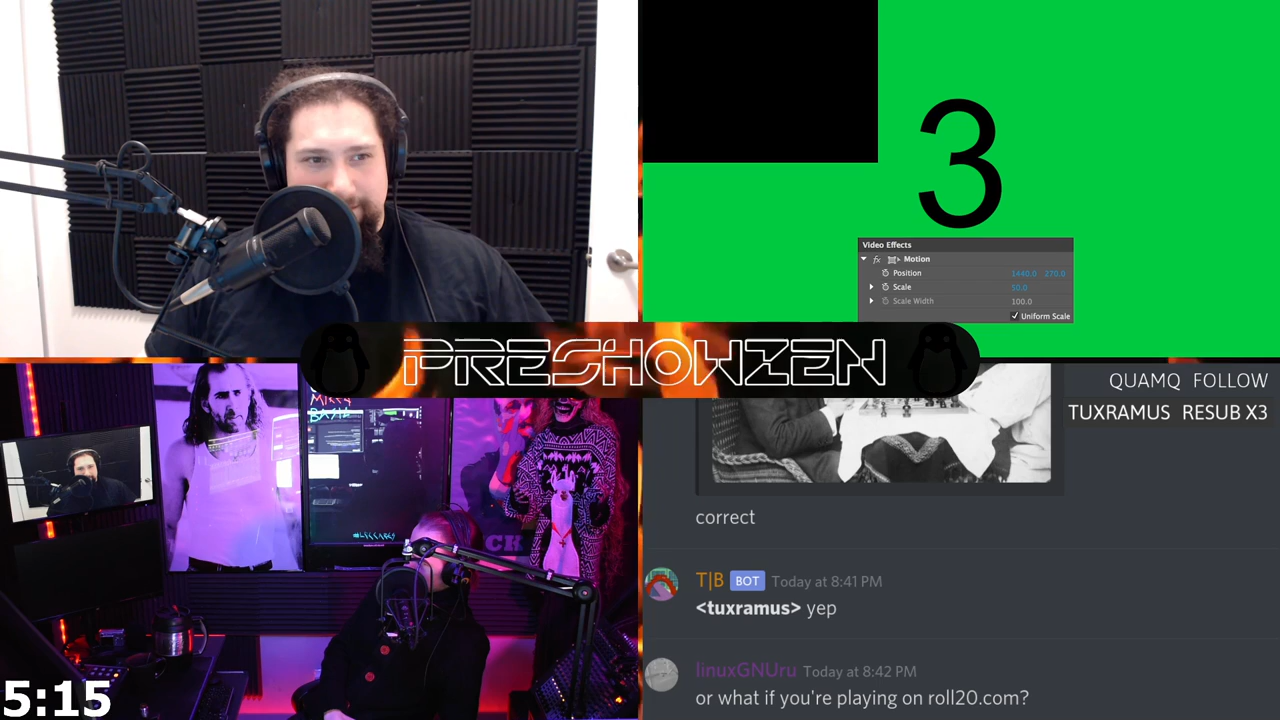 3
Video Effects
fx Motion
Position 1440.0 270.0
Scale 50.0
Scale Width 100.0
Uniform Scale
PRESHOWZEN
QUAMQ FOLLOW
TUXRAMUS RESUB X3
correct
T|B BOT Today at 8:41 PM
<tuxramus> yep
linuxGNUru Today at 8:42 PM
or what if you're playing on roll20.com?
CK
5:15